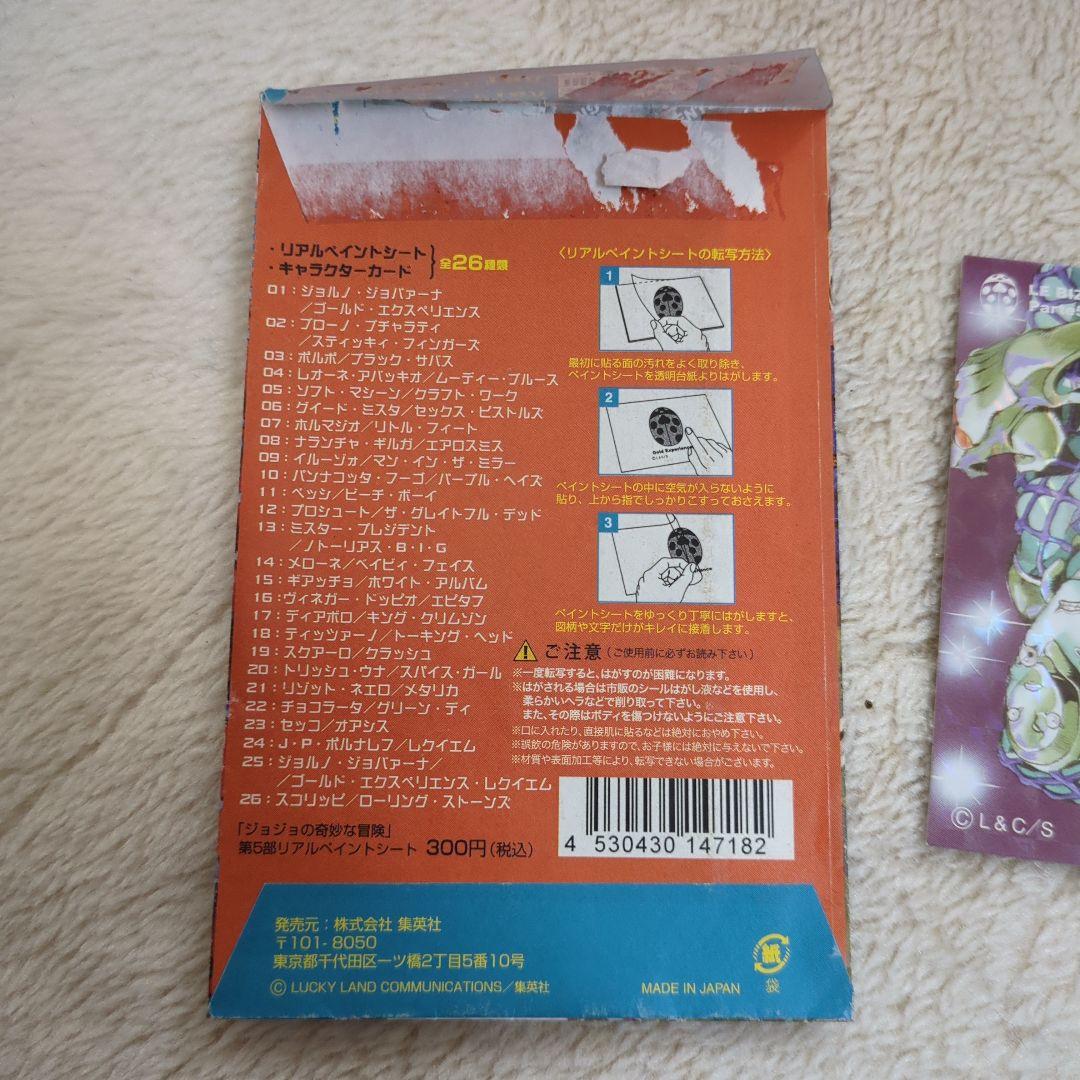 ・リアルペイントシート
・キャラクターカード
全26種類
01：ジョルノ・ジョバァーナ
／ゴールド・エクスペリエンス
02：ブローノ・ブチャラティ
／スティッキィ・フィンガーズ
03：ポルポ／ブラック・サバス
04：レオーネ・アバッキオ／ムーディー・ブルース
05：ソフト・マシーン／クラフト・ワーク
06：グイード・ミスタ／セックス・ピストルズ
07：ホルマジオ／リトル・フィート
08：ナランチャ・ギルガ／エアロスミス
09：イルーゾォ／マン・イン・ザ・ミラー
10：パンナコッタ・フーゴ／パープル・ヘイズ
11：ペッシ／ビーチ・ボーイ
12：プロシュート／ザ・グレイトフル・デッド
13：ミスター・プレジデント
／ノトーリアス・B・I・G
14：メローネ／ベイビィ・フェイス
15：ギアッチョ／ホワイト・アルバム
16：ヴィネガー・ドッピオ／エピタフ
17：ディアボロ／キング・クリムゾン
18：ティッツァーノ／トーキング・ヘッド
19：スクアーロ／クラッシュ
20：トリッシュ・ウナ／スパイス・ガール
21：リゾット・ネエロ／メタリカ
22：チョコラータ／グリーン・ディ
23：セッコ／オアシス
24：J・P・ポルナレフ／レクイエム
25：ジョルノ・ジョバァーナ／
／ゴールド・エクスペリエンス・レクイエム
26：スコリッピ／ローリング・ストーンズ
「ジョジョの奇妙な冒険」
第5部リアルペイントシート 300円（税込）
〈リアルペイントシートの転写方法〉
1
最初に貼る面の汚れをよく取り除き、
ペイントシートを透明台紙よりはがします。
2
Gold Experience
©L&C/S
ペイントシートの中に空気が入らないように
貼り、上から指でしっかりこすっておさえます。
3
ペイントシートをゆっくり丁寧にはがしますと、
図柄や文字だけがキレイに接着します。
ご注意（ご使用前に必ずお読み下さい）
※一度転写すると、はがすのが困難になります。
※はがされる場合は市販のシールはがし液などを使用し、
柔らかいヘラなどで削り取って下さい。
また、その際はボディを傷つけないようにご注意下さい。
※口に入れたり、直接肌に貼るなどは絶対におやめ下さい。
※誤飲の危険がありますので、お子様には絶対に与えないで下さい。
※材質や表面加工等により、転写できない場合がございます。
4 530430 147182
発売元：株式会社 集英社
〒101-8050
東京都千代田区一ツ橋2丁目5番10号
© LUCKY LAND COMMUNICATIONS／集英社
MADE IN JAPAN
紙
袋
LE BIZ
Partes
©L&C/S